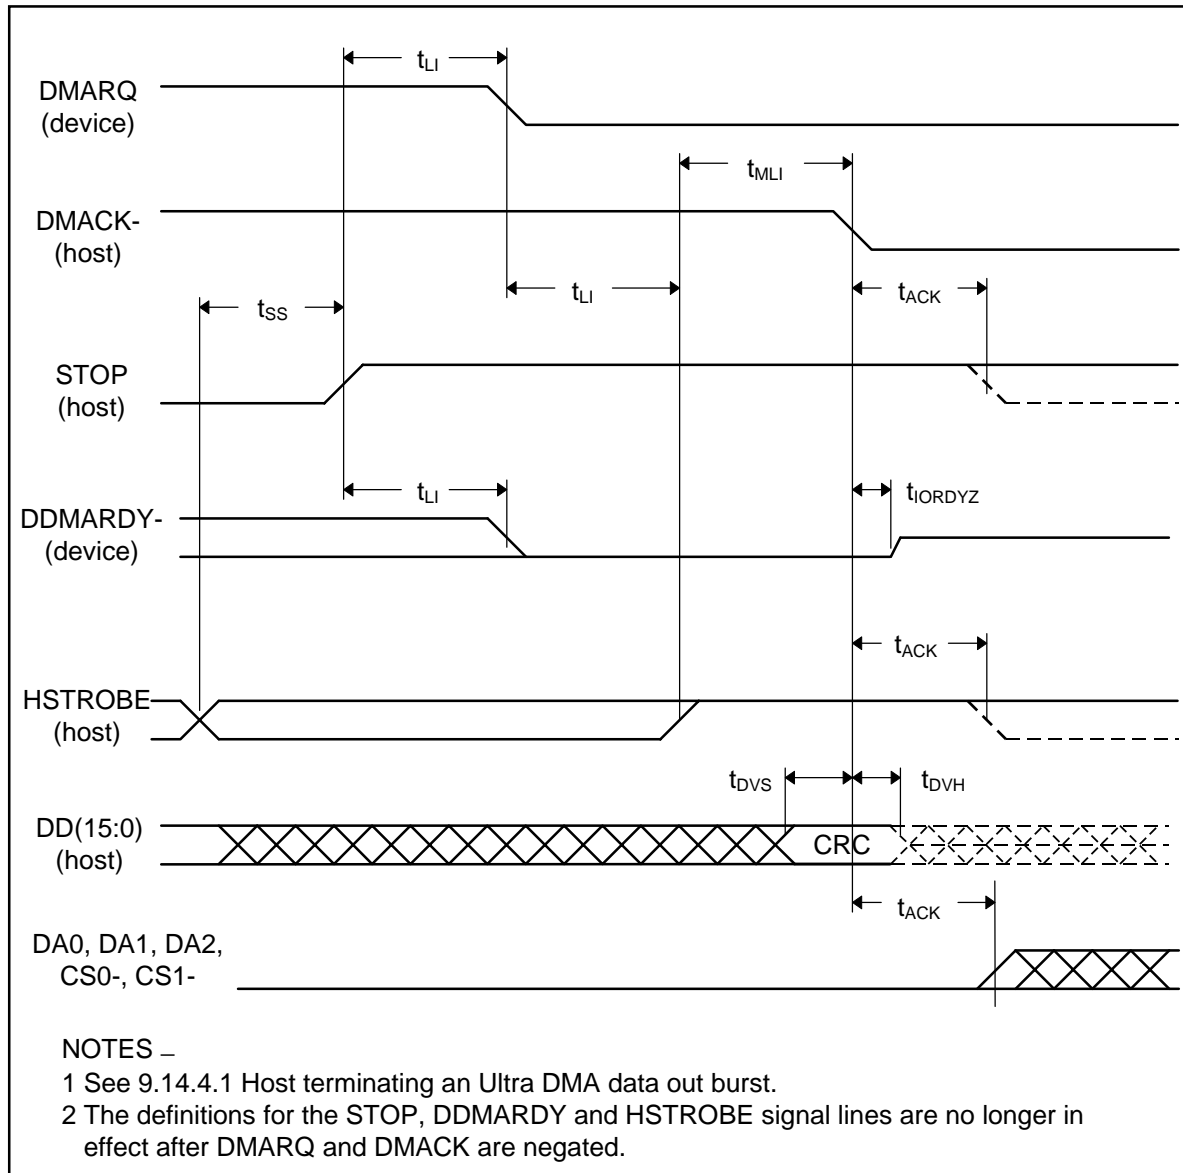 tLI
DMARQ
(device)
tMLI
DMACK-
(host)
tSS
tLI
tACK
STOP
(host)
tLI
tIORDYZ
DDMARDY-
(device)
tACK
HSTROBE
(host)
tDVS
tDVH
DD(15:0)
(host)
CRC
tACK
DA0, DA1, DA2,
CS0-, CS1-
NOTES –
1 See 9.14.4.1 Host terminating an Ultra DMA data out burst.
2 The definitions for the STOP, DDMARDY and HSTROBE signal lines are no longer in
effect after DMARQ and DMACK are negated.